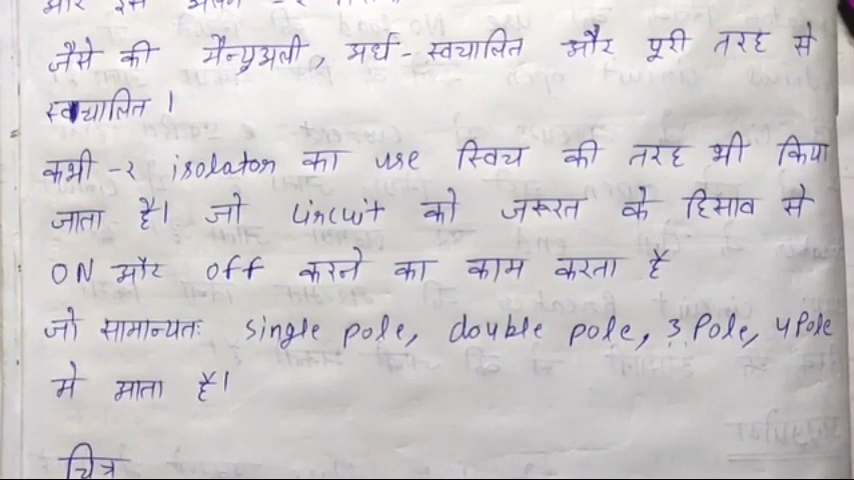 जैसे की मैन्युअली, अर्ध-स्वचालित और पूरी तरह से
स्वचालित।
कभी-२ isolator का use स्विच की तरह भी किया
जाता है। जो circuit को जरूरत के हिसाब से
ON और off करने का काम करता है
जो सामान्यतः single pole, double pole, 3 Pole, 4 Pole
मे आता है।
चित्र